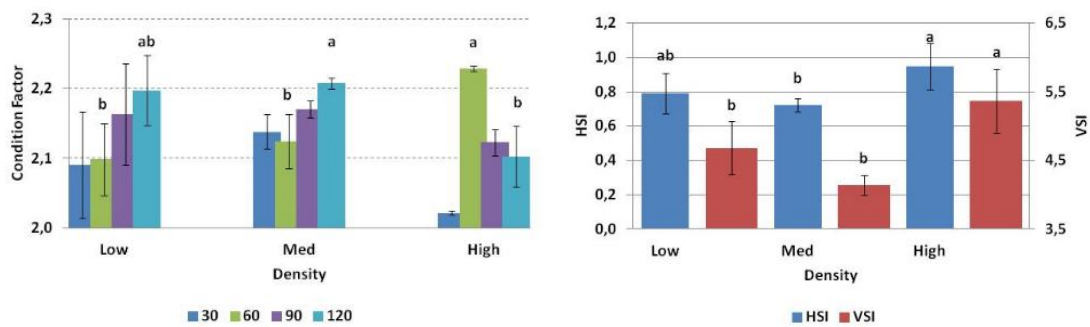 2,3
2,2
2,1
2,0
Condition Factor
b
ab
b
a
a
b
Low
Med
High
Density
30
60
90
120
1,2
1,0
0,8
0,6
0,4
0,2
0,0
HSI
ab
b
b
b
a
a
6,5
5,5
4,5
3,5
VSI
Low
Med
High
Density
HSI
VSI